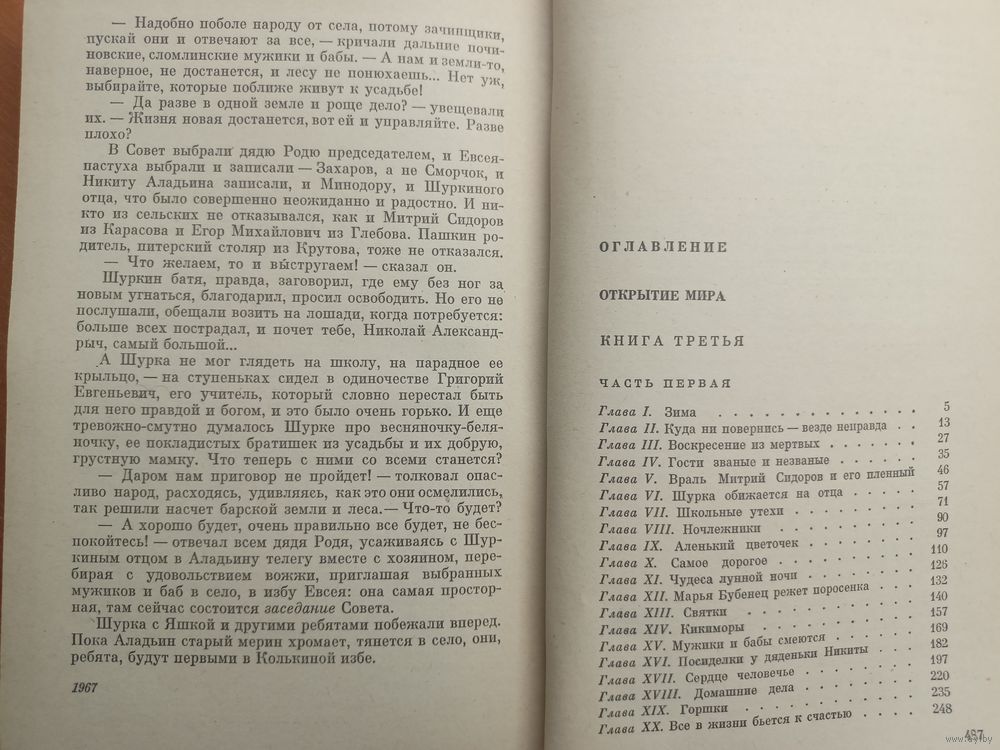 — Надобно поболе народу от села, потому зачинщики,
пускай они и отвечают за все, — кричали дальние почи-
новские, сломлинские мужики и бабы. — А нам и земли-то,
наверное, не достанется, и лесу не понюхаешь... Нет уж,
выбирайте, которые поближе живут к усадьбе!
— Да разве в одной земле и роще дело? — увещевали
их. — Жизня новая достанется, вот ей и управляйте. Разве
плохо?
В Совет выбрали дядю Родю председателем, и Евсея-
пастуха выбрали и записали — Захаров, а не Сморчок, и
Никиту Аладьина записали, и Минодору, и Шуркиного
отца, что было совершенно неожиданно и радостно. И ни-
кто из сельских не отказывался, как и Митрий Сидоров
из Карасова и Егор Михайлович из Глебова. Пашкин ро-
дитель, питерский столяр из Крутова, тоже не отказался.
— Что желаем, то и выстругаем! — сказал он.
Шуркин батя, правда, заговорил, где ему без ног за
новым угнаться, благодарил, просил освободить. Но его не
послушали, обещали возить на лошади, когда потребуется:
больше всех пострадал, и почет тебе, Николай Александ-
рыч, самый большой...
А Шурка не мог глядеть на школу, на парадное ее
крыльцо, — на ступеньках сидел в одиночестве Григорий
Евгеньевич, его учитель, который словно перестал быть
для него правдой и богом, и это было очень горько. И еще
тревожно-смутно думалось Шурке про весняночку-беля-
ночку, ее покладистых братишек из усадьбы и их добрую,
грустную мамку. Что теперь с ними со всеми станется?
— Даром нам приговор не пройдет! — толковал опас-
ливо народ, расходясь, удивляясь, как это они осмелились,
так решили насчет барской земли и леса.— Что-то будет?
— А хорошо будет, очень правильно все будет, не бес-
покойтесь! — отвечал всем дядя Родя, усаживаясь с Шур-
киным отцом в Аладьину телегу вместе с хозяином, пере-
бирая с удовольствием вожжи, приглашая выбранных
мужиков и баб в село, в избу Евсея: она самая простор-
ная, там сейчас состоится заседание Совета.
Шурка с Яшкой и другими ребятами побежали вперед.
Пока Аладьин старый мерин хромает, тянется в село, они,
ребята, будут первыми в Колькиной избе.
1967
ОГЛАВЛЕНИЕ
ОТКРЫТИЕ МИРА
КНИГА ТРЕТЬЯ
ЧАСТЬ ПЕРВАЯ
Глава I. Зима . . . . . . . . . . . . . . 5
Глава II. Куда ни повернись — везде неправда . . 13
Глава III. Воскресение из мертвых . . . . . . 27
Глава IV. Гости званые и незваные . . . . . . 35
Глава V. Враль Митрий Сидоров и его пленный 46
Глава VI. Шурка обижается на отца . . . . . 57
Глава VII. Школьные утехи . . . . . . . . 71
Глава VIII. Ночлежники . . . . . . . . . 90
Глава IX. Аленький цветочек . . . . . . . 97
Глава X. Самое дорогое . . . . . . . . . 110
Глава XI. Чудеса лунной ночи . . . . . . . 126
Глава XII. Марья Бубенец режет поросенка . . . 132
Глава XIII. Святки . . . . . . . . . . . 140
Глава XIV. Кикиморы . . . . . . . . . . 157
Глава XV. Мужики и бабы смеются . . . . . 169
Глава XVI. Посиделки у дяденьки Никиты . . . 182
Глава XVII. Сердце человечье . . . . . . . 197
Глава XVIII. Домашние дела . . . . . . . . 220
Глава XIX. Горшки . . . . . . . . . . . 235
Глава XX. Все в жизни бьется к счастью . . . . 248
487
www.ay.by